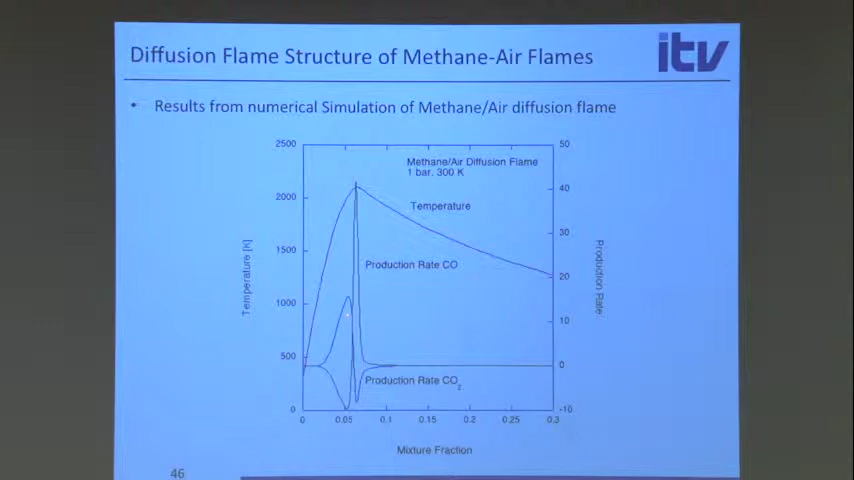 Diffusion Flame Structure of Methane-Air Flames
itv
• Results from numerical Simulation of Methane/Air diffusion flame
2500
50
Methane/Air Diffusion Flame
1 bar, 300 K
2000
40
Temperature
30
1500
Production Rate CO
20
Temperature [K]
Production Rate
1000
10
500
0
Production Rate CO2
0
-10
0
0.05
0.1
0.15
0.2
0.25
0.3
Mixture Fraction
46